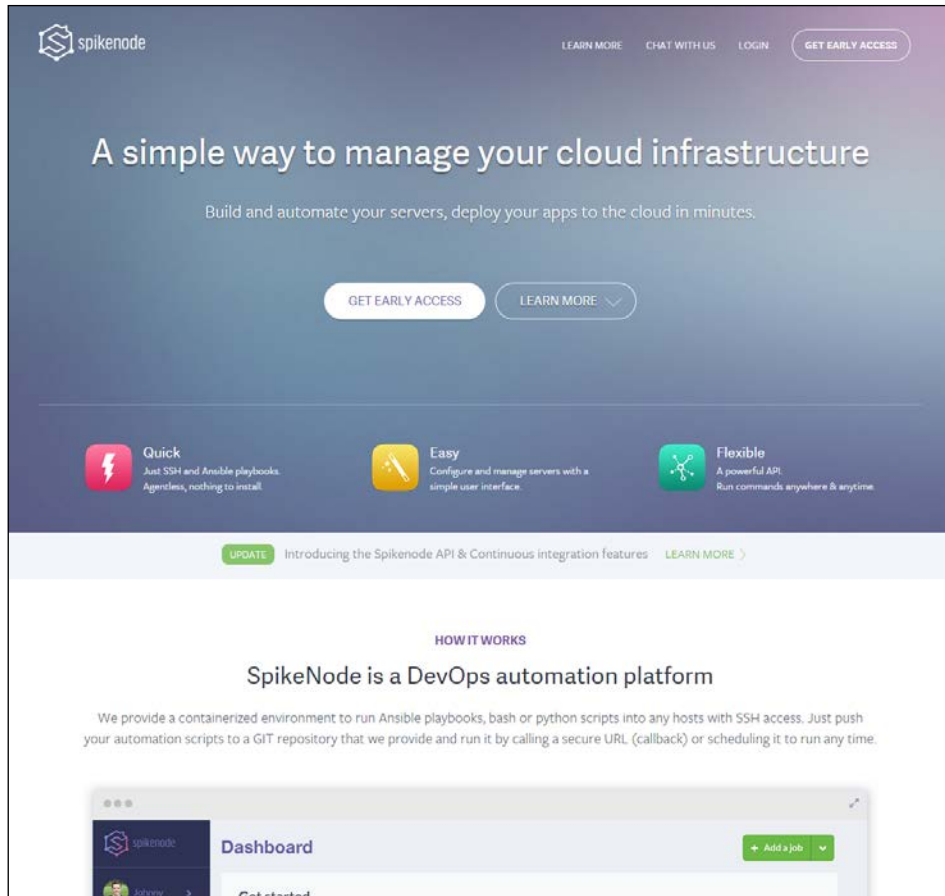 spikenode
LEARN MORE CHAT WITH US LOGIN GET EARLY ACCESS
A simple way to manage your cloud infrastructure
Build and automate your servers, deploy your apps to the cloud in minutes.
GET EARLY ACCESS LEARN MORE
Quick
Just SSH and Ansible playbooks.
Agentless, nothing to install.
Easy
Configure and manage servers with a
simple user interface.
Flexible
A powerful API.
Run commands anywhere & anytime.
UPDATE Introducing the Spikenode API & Continuous integration features LEARN MORE
HOW IT WORKS
SpikeNode is a DevOps automation platform
We provide a containerized environment to run Ansible playbooks, bash or python scripts into any hosts with SSH access. Just push
your automation scripts to a GIT repository that we provide and run it by calling a secure URL (callback) or scheduling it to run any time.
spikenode
Dashboard
+ Add a job
Johnny
Get started